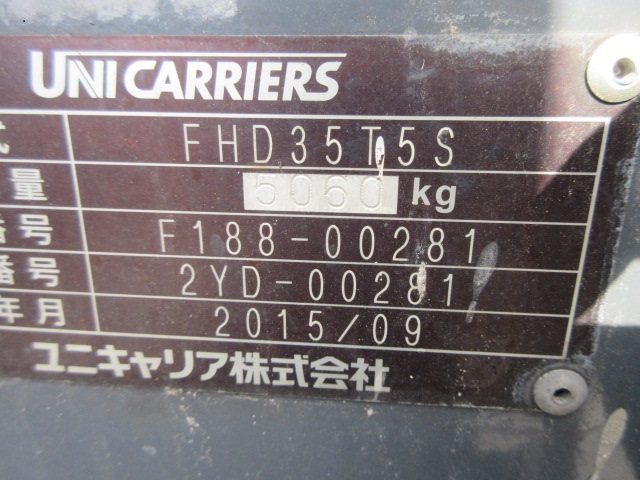 UNICARRIERS
式 FHD35T5S
量 5060 kg
番号 F188-00281
番号 2YD-00281
年月 2015/09
ユニキャリア株式会社